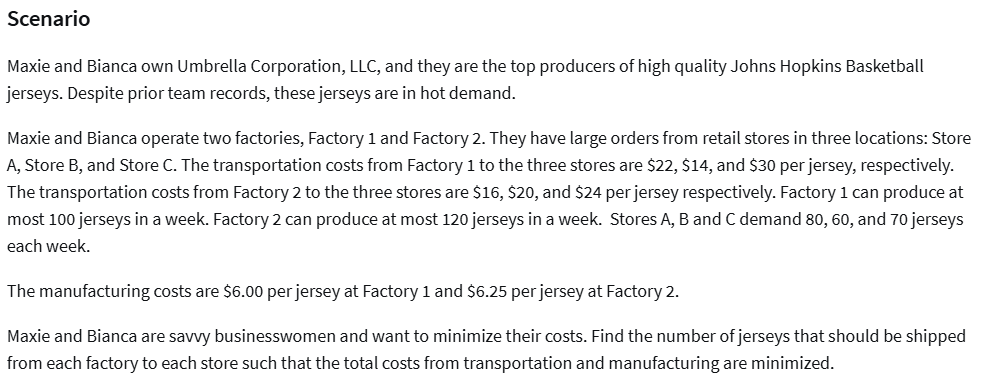 Scenario
Maxie and Bianca own Umbrella Corporation, LLC, and they are the top producers of high quality Johns Hopkins Basketball
jerseys. Despite prior team records, these jerseys are in hot demand.
Maxie and Bianca operate two factories, Factory 1 and Factory 2. They have large orders from retail stores in three locations: Store
A, Store B, and Store C. The transportation costs from Factory 1 to the three stores are $22, $14, and $30 per jersey, respectively.
The transportation costs from Factory 2 to the three stores are $16, $20, and $24 per jersey respectively. Factory 1 can produce at
most 100 jerseys in a week. Factory 2 can produce at most 120 jerseys in a week.  Stores A, B and C demand 80, 60, and 70 jerseys
each week.
The manufacturing costs are $6.00 per jersey at Factory 1 and $6.25 per jersey at Factory 2.
Maxie and Bianca are savvy businesswomen and want to minimize their costs. Find the number of jerseys that should be shipped
from each factory to each store such that the total costs from transportation and manufacturing are minimized.